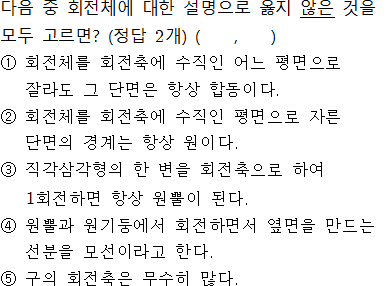 다음 중 회전체에 대한 설명으로 옳지 않은 것을
모두 고르면? (정답 2개) (    ,    )
① 회전체를 회전축에 수직인 어느 평면으로
잘라도 그 단면은 항상 합동이다.
② 회전체를 회전축에 수직인 평면으로 자른
단면의 경계는 항상 원이다.
③ 직각삼각형의 한 변을 회전축으로 하여
1회전하면 항상 원뿔이 된다.
④ 원뿔과 원기둥에서 회전하면서 옆면을 만드는
선분을 모선이라고 한다.
⑤ 구의 회전축은 무수히 많다.